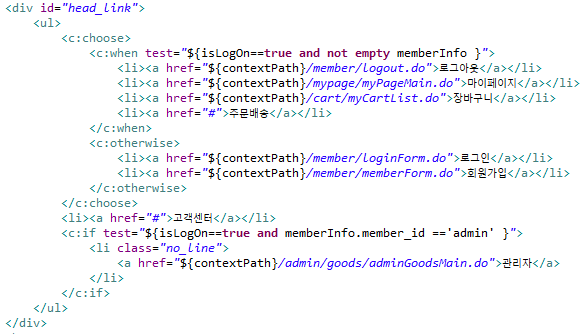 <div id="head_link">
<ul>
<c:choose>
<c:when test="${isLogOn==true and not empty memberInfo }">
<li><a href="${contextPath}/member/logout.do">로그아웃</a></li>
<li><a href="${contextPath}/mypage/myPageMain.do">마이페이지</a></li>
<li><a href="${contextPath}/cart/myCartList.do">장바구니</a></li>
<li><a href="#">주문배송</a></li>
</c:when>
<c:otherwise>
<li><a href="${contextPath}/member/loginForm.do">로그인</a></li>
<li><a href="${contextPath}/member/memberForm.do">회원가입</a></li>
</c:otherwise>
</c:choose>
<li><a href="#">고객센터</a></li>
<c:if test="${isLogOn==true and memberInfo.member_id =='admin' }">
<li class="no_line">
<a href="${contextPath}/admin/goods/adminGoodsMain.do">관리자</a>
</li>
</c:if>
</ul>
</div>